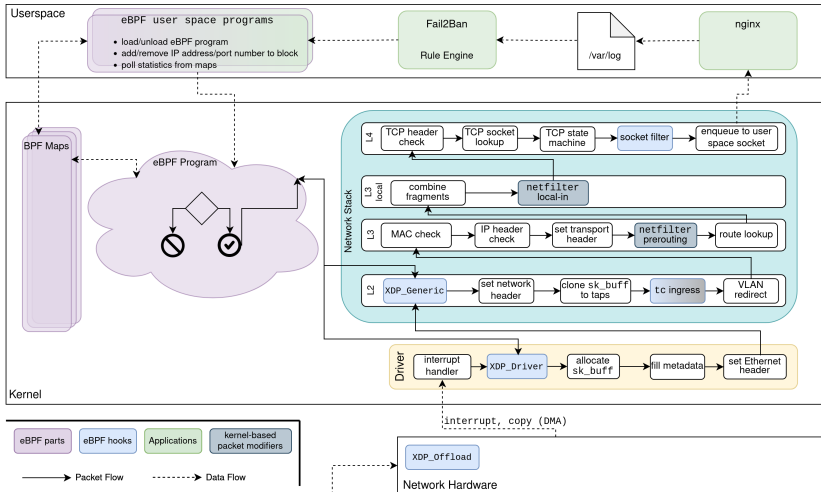 Userspace
eBPF user space programs
• load/unload eBPF program
• add/remove IP address/port number to block
• poll statistics from maps
Fail2Ban
Rule Engine
/var/log
nginx
BPF Maps
eBPF Program
Network Stack
L4
TCP header
check
TCP socket
lookup
TCP state
machine
socket filter
enqueue to user
space socket
L3
local
combine
fragments
netfilter
local-in
L3
MAC check
IP header
check
set transport
header
netfilter
prerouting
route lookup
L2
XDP_Generic
set network
header
clone sk_buff
to taps
tc ingress
VLAN
redirect
Driver
interrupt
handler
XDP_Driver
allocate
sk_buff
fill metadata
set Ethernet
header
Kernel
interrupt, copy (DMA)
eBPF parts
eBPF hooks
Applications
kernel-based
packet modifiers
Packet Flow
Data Flow
XDP_Offload
Network Hardware